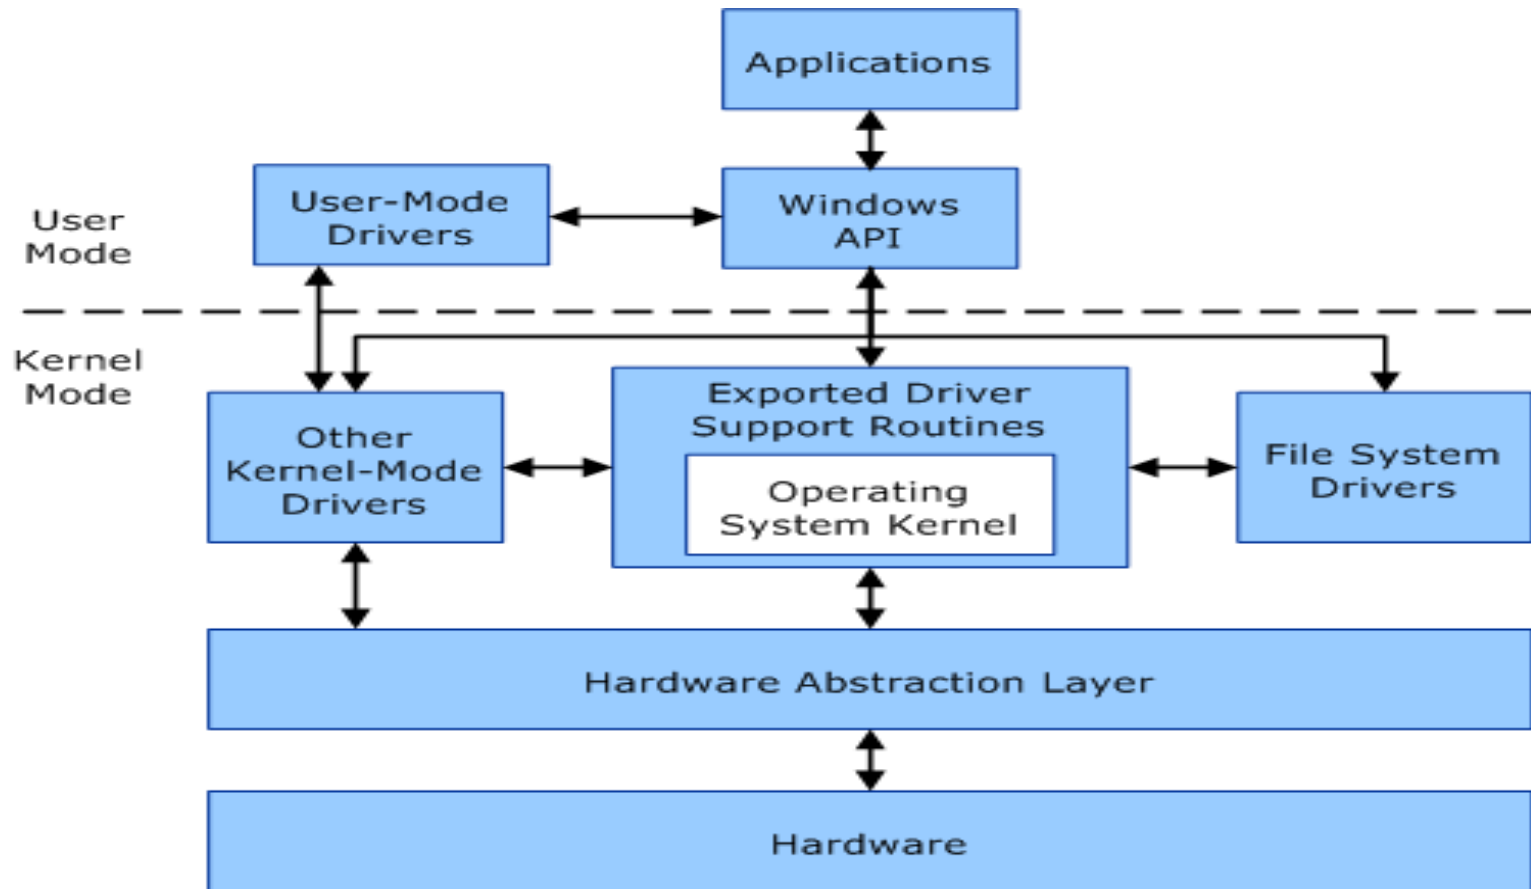 Applications
User-Mode
Drivers
Windows
API
User
Mode
Kernel
Mode
Other
Kernel-Mode
Drivers
Exported Driver
Support Routines
Operating
System Kernel
File System
Drivers
Hardware Abstraction Layer
Hardware